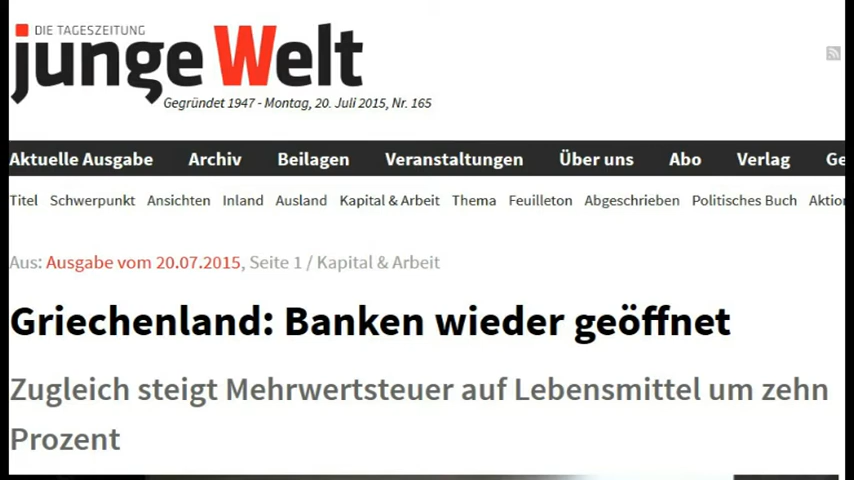 DIE TAGESZEITUNG
junge Welt
Gegründet 1947 - Montag, 20. Juli 2015, Nr. 165
Aktuelle Ausgabe Archiv Beilagen Veranstaltungen Über uns Abo Verlag Ge
Titel Schwerpunkt Ansichten Inland Ausland Kapital & Arbeit Thema Feuilleton Abgeschrieben Politisches Buch Aktion
Aus: Ausgabe vom 20.07.2015, Seite 1 / Kapital & Arbeit
Griechenland: Banken wieder geöffnet
Zugleich steigt Mehrwertsteuer auf Lebensmittel um zehn
Prozent